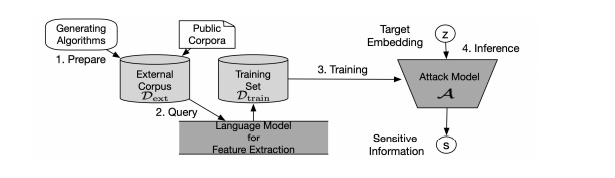 Generating
Algorithms
Public
Corpora
Target
Embedding
z
4. Inference
1. Prepare
External
Corpus
𝒟ext
Training
Set
𝒟train
3. Training
Attack Model
𝒜
2. Query
Language Model
for
Feature Extraction
Sensitive
Information
s